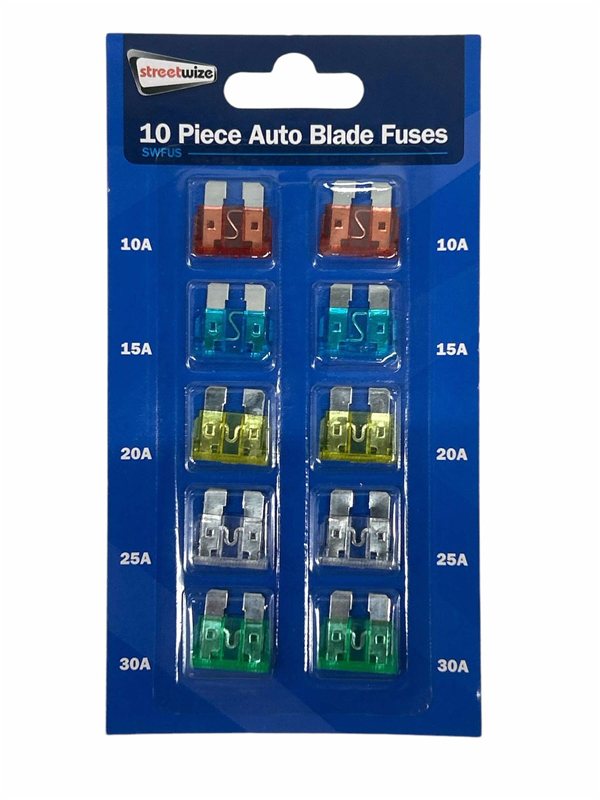 streetwize
10 Piece Auto Blade Fuses
SWFUS
10A 10A
15A 15A
20A 20A
25A 25A
30A 30A